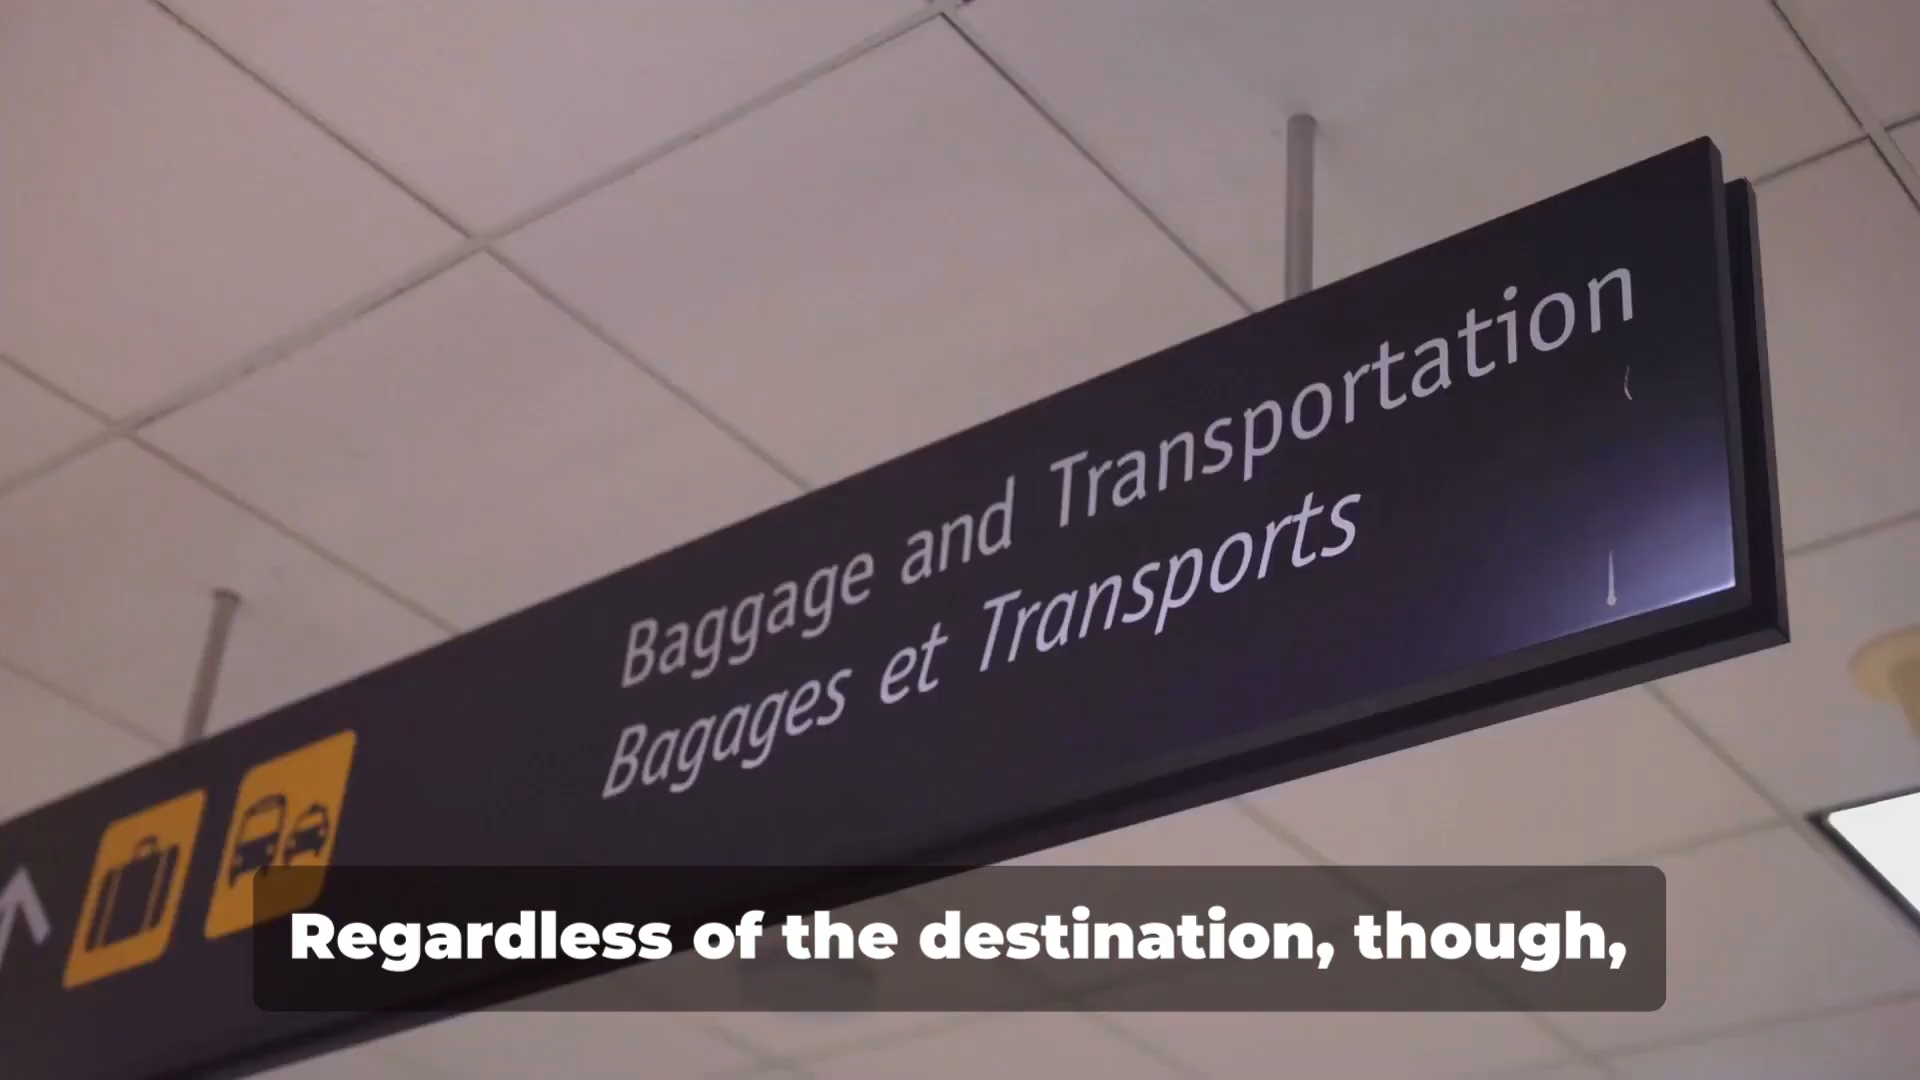 Baggage and Transportation
Bagages et Transports
Regardless of the destination, though,